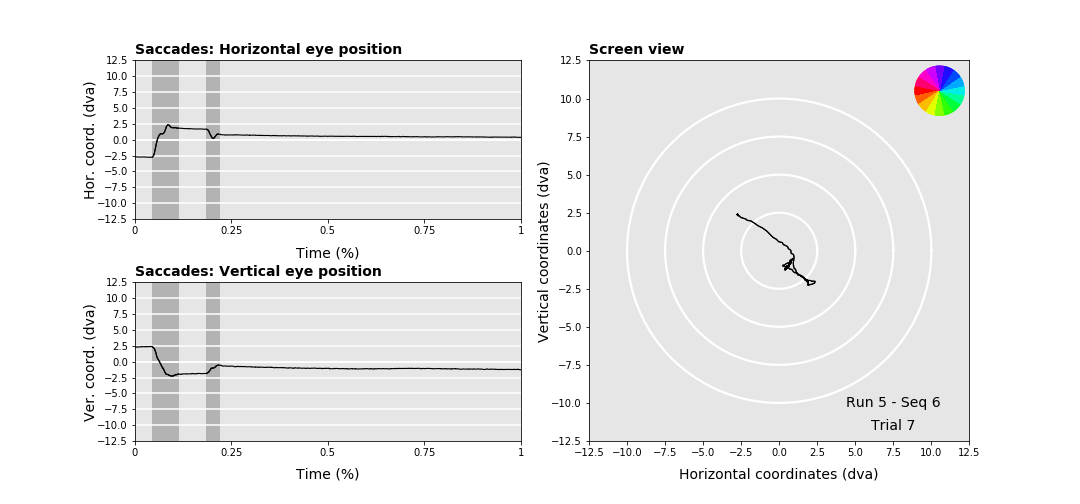 Saccades: Horizontal eye position
Hor. coord. (dva)
12.5
10.0
7.5
5.0
2.5
0.0
−2.5
−5.0
−7.5
−10.0
−12.5
0 0.25 0.5 0.75 1
Time (%)
Saccades: Vertical eye position
Ver. coord. (dva)
12.5
10.0
7.5
5.0
2.5
0.0
−2.5
−5.0
−7.5
−10.0
−12.5
0 0.25 0.5 0.75 1
Time (%)
Screen view
Vertical coordinates (dva)
12.5
10.0
7.5
5.0
2.5
0.0
−2.5
−5.0
−7.5
−10.0
−12.5
Run 5 - Seq 6
Trial 7
−12.5 −10.0 −7.5 −5.0 −2.5 0.0 2.5 5.0 7.5 10.0 12.5
Horizontal coordinates (dva)